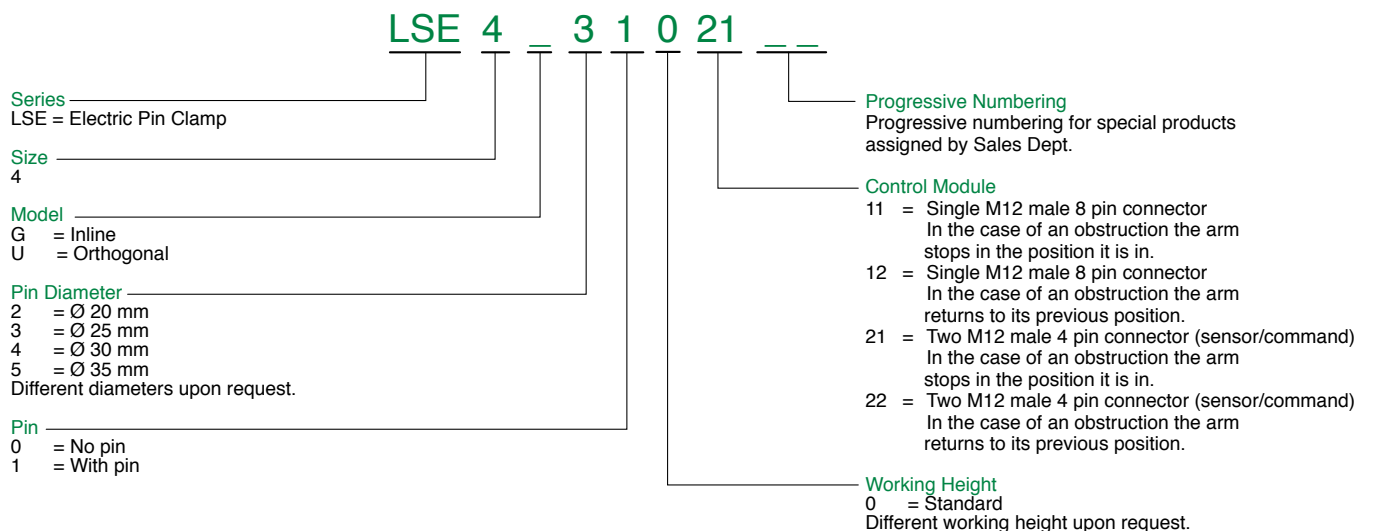 LSE 4 _ 3 1 0 21 _ _
Series
LSE = Electric Pin Clamp
Size
4
Model
G = Inline
U = Orthogonal
Pin Diameter
2 = Ø 20 mm
3 = Ø 25 mm
4 = Ø 30 mm
5 = Ø 35 mm
Different diameters upon request.
Pin
0 = No pin
1 = With pin
Progressive Numbering
Progressive numbering for special products
assigned by Sales Dept.
Control Module
11 = Single M12 male 8 pin connector
In the case of an obstruction the arm
stops in the position it is in.
12 = Single M12 male 8 pin connector
In the case of an obstruction the arm
returns to its previous position.
21 = Two M12 male 4 pin connector (sensor/command)
In the case of an obstruction the arm
stops in the position it is in.
22 = Two M12 male 4 pin connector (sensor/command)
In the case of an obstruction the arm
returns to its previous position.
Working Height
0 = Standard
Different working height upon request.